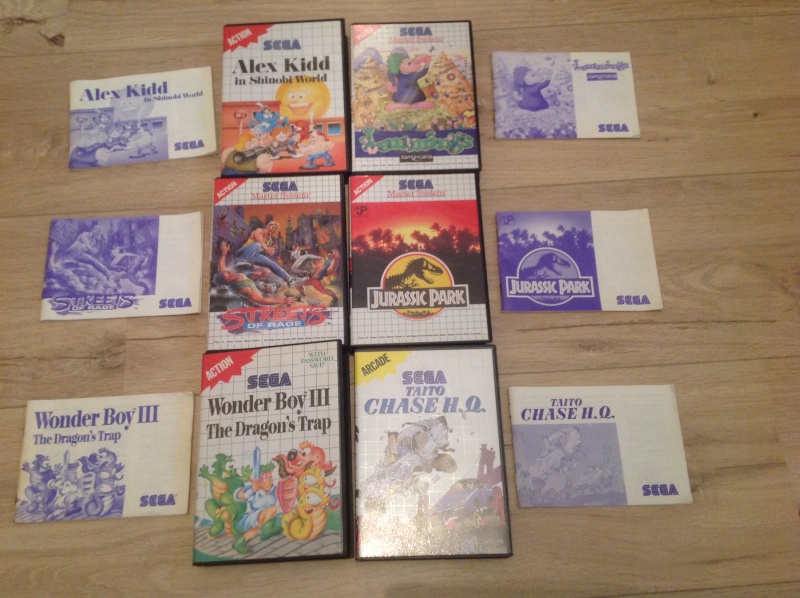 Alex Kidd
in Shinobi World
SEGA
ACTION
SEGA
Alex Kidd
in Shinobi World
SEGA
Master System
Lemmings
Lemmings
SEGA
STREETS
OF RAGE
SEGA
ACTION
SEGA
Master System
STREETS
OF RAGE
ACTION
SEGA
Master System
JURASSIC PARK
JURASSIC PARK
SEGA
Wonder Boy III
The Dragon's Trap
SEGA
ACTION
WITH
PASSWORD
SAVE!
SEGA
Wonder Boy III
The Dragon's Trap
ARCADE
SEGA
TAITO
CHASE H.Q.
TAITO
CHASE H.Q.
SEGA